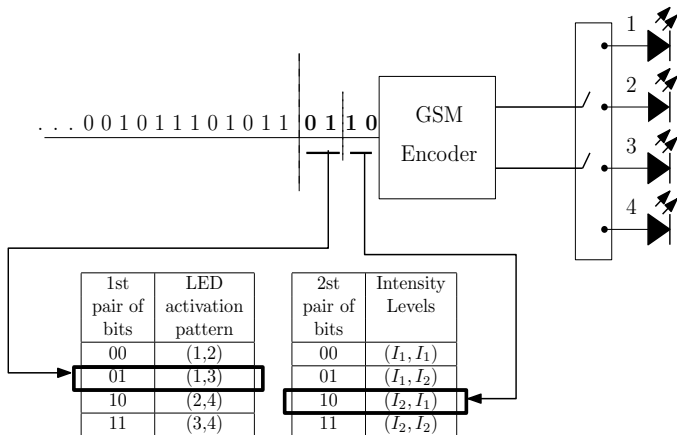 1
2
3
4
. . . 0 0 1 0 1 1 1 0 1 0 1 1 0 1 1 0
GSM
Encoder
1st pair of bits LED activation pattern
00 (1,2)
01 (1,3)
10 (2,4)
11 (3,4)
2st pair of bits Intensity Levels
00 (I₁, I₁)
01 (I₁, I₂)
10 (I₂, I₁)
11 (I₂, I₂)